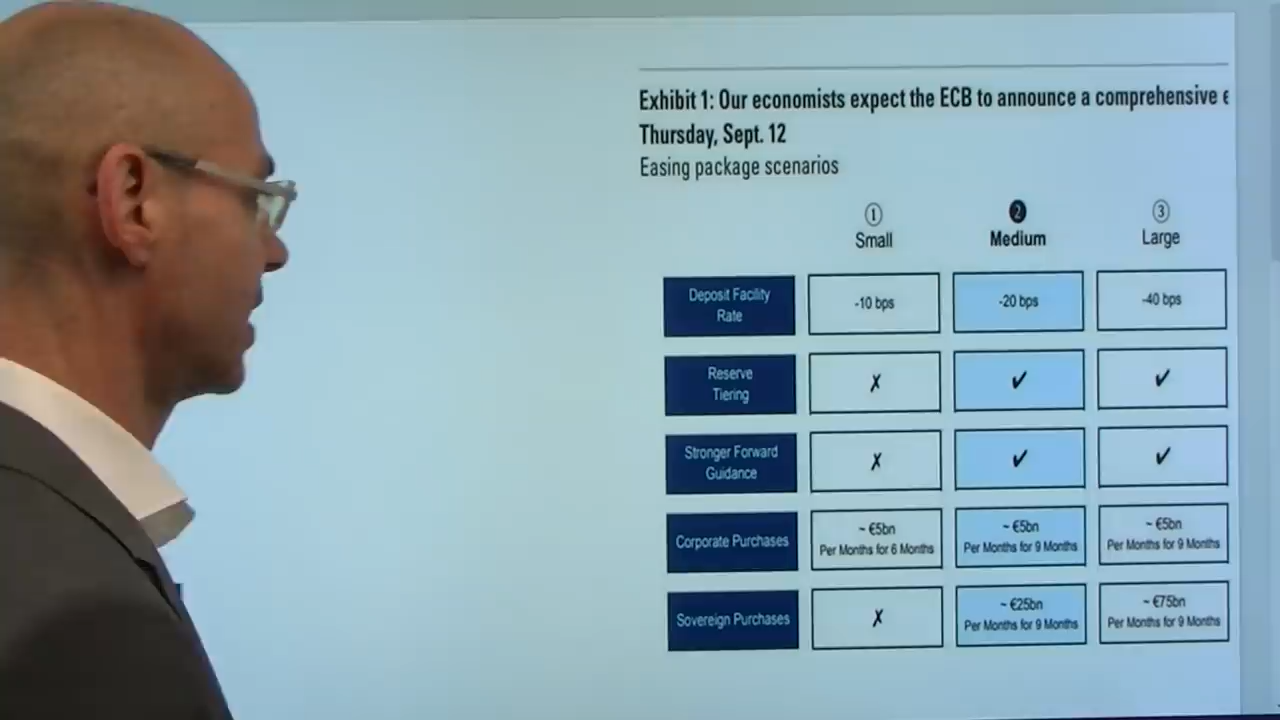 Exhibit 1: Our economists expect the ECB to announce a comprehensive
Thursday, Sept. 12
Easing package scenarios
① ❷ ③
Small Medium Large
Deposit Facility
Rate
-10 bps -20 bps -40 bps
Reserve
Tiering
✗ ✓ ✓
Stronger Forward
Guidance
✗ ✓ ✓
Corporate Purchases
~ €5bn
Per Months for 6 Months
~ €5bn
Per Months for 9 Months
~ €5bn
Per Months for 9 Months
Sovereign Purchases
✗
~ €25bn
Per Months for 9 Months
~ €75bn
Per Months for 9 Months